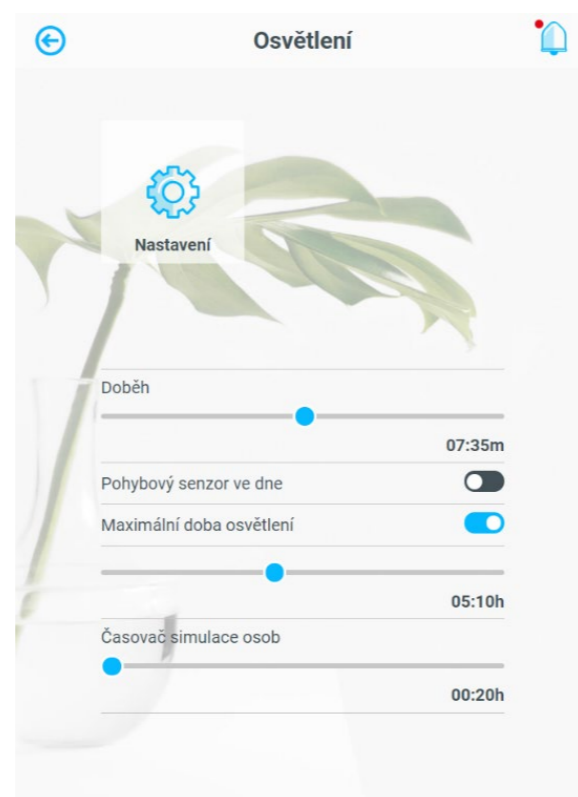 Osvětlení
Nastavení
Doběh
07:35m
Pohybový senzor ve dne
Maximální doba osvětlení
05:10h
Časovač simulace osob
00:20h